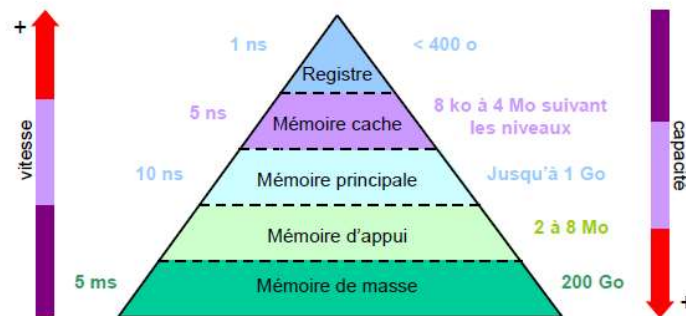 +
1 ns
< 400 o
Registre
5 ns
Mémoire cache
8 ko à 4 Mo suivant
les niveaux
vitesse
capacité
10 ns
Mémoire principale
Jusqu'à 1 Go
Mémoire d'appui
2 à 8 Mo
5 ms
Mémoire de masse
200 Go
+